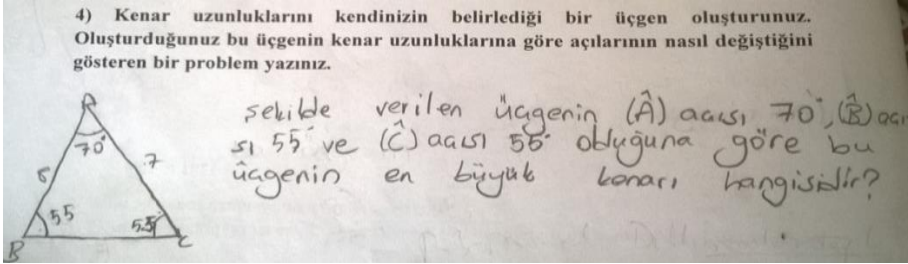 4) Kenar uzunluklarını kendinizin belirlediği bir üçgen oluşturunuz.
Oluşturduğunuz bu üçgenin kenar uzunluklarına göre açılarının nasıl değiştiğini
gösteren bir problem yazınız.
şekilde verilen üçgenin (Â) açısı 70°, (B̂) açı
sı 55° ve (Ĉ) açısı 55° olduğuna göre bu
üçgenin en büyük kenarı hangisidir?
A
70°
7
55
55
B
C